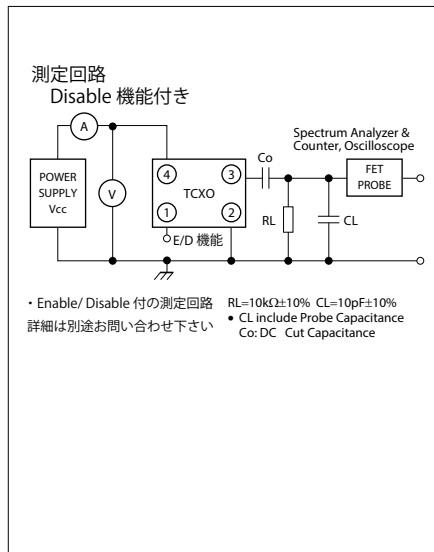 測定回路
Disable 機能付き
A
Spectrum Analyzer &
Counter, Oscilloscope
Co
POWER
SUPPLY
Vcc
V
4
3
TCXO
1
2
FET
PROBE
RL
CL
E/D 機能
・Enable/ Disable 付の測定回路
詳細は別途お問い合わせ下さい
RL=10kΩ±10% CL=10pF±10%
• CL include Probe Capacitance
Co: DC Cut Capacitance